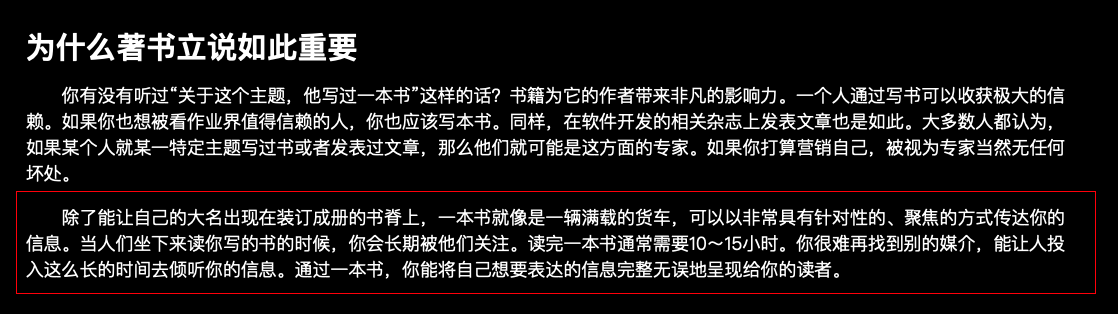 为什么著书立说如此重要
你有没有听过“关于这个主题，他写过一本书”这样的话？书籍为它的作者带来非凡的影响力。一个人通过写书可以收获极大的信
赖。如果你也想被看作业界值得信赖的人，你也应该写本书。同样，在软件开发的相关杂志上发表文章也是如此。大多数人都认为，
如果某个人就某一特定主题写过书或者发表过文章，那么他们就可能是这方面的专家。如果你打算营销自己，被视为专家当然无任何
坏处。
除了能让自己的大名出现在装订成册的书脊上，一本书就像是一辆满载的货车，可以以非常具有针对性的、聚焦的方式传达你的
信息。当人们坐下来读你写的书的时候，你会长期被他们关注。读完一本书通常需要10～15小时。你很难再找到别的媒介，能让人投
入这么长的时间去倾听你的信息。通过一本书，你能将自己想要表达的信息完整无误地呈现给你的读者。